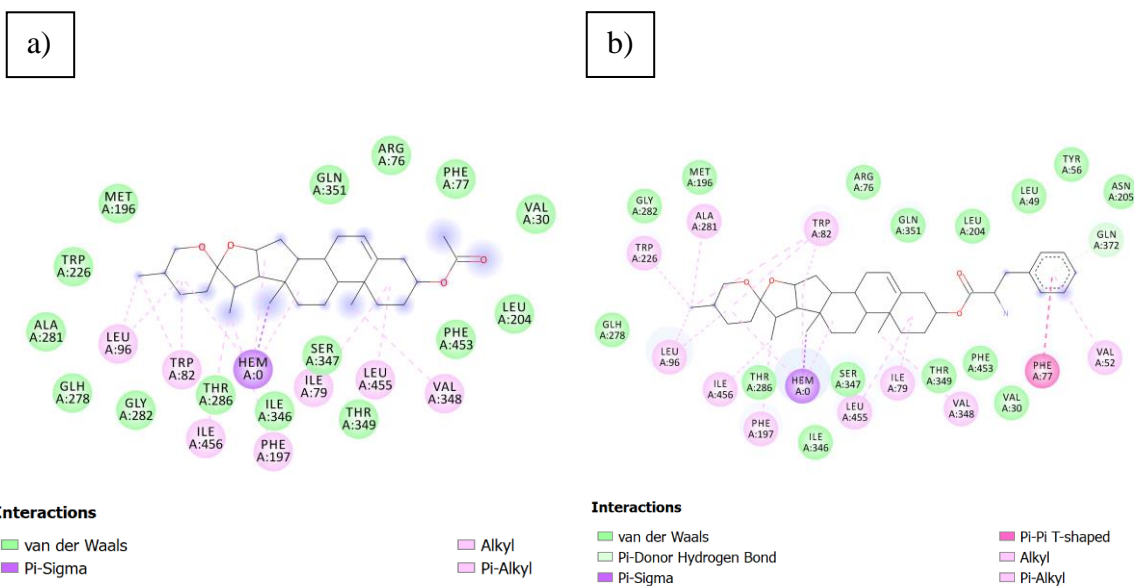 a)
ARG
A:76
GLN
A:351
PHE
A:77
MET
A:196
VAL
A:30
TRP
A:226
O
O
O
O
ALA
A:281
LEU
A:96
LEU
A:204
PHE
A:453
SER
A:347
TRP
A:82
HEM
A:0
LEU
A:455
ILE
A:79
VAL
A:348
GLH
A:278
THR
A:286
GLY
A:282
ILE
A:346
THR
A:349
ILE
A:456
PHE
A:197
Interactions
van der Waals
Pi-Sigma
Alkyl
Pi-Alkyl
b)
TYR
A:56
MET
A:196
ARG
A:76
LEU
A:49
ASN
A:205
GLY
A:282
ALA
A:281
TRP
A:82
GLN
A:351
LEU
A:204
GLN
A:372
TRP
A:226
O
O
O
O
N
GLH
A:278
LEU
A:96
VAL
A:52
ILE
A:456
THR
A:286
HEM
A:0
SER
A:347
ILE
A:79
THR
A:349
PHE
A:453
PHE
A:77
LEU
A:455
VAL
A:348
VAL
A:30
PHE
A:197
ILE
A:346
Interactions
van der Waals
Pi-Donor Hydrogen Bond
Pi-Sigma
Pi-Pi T-shaped
Alkyl
Pi-Alkyl